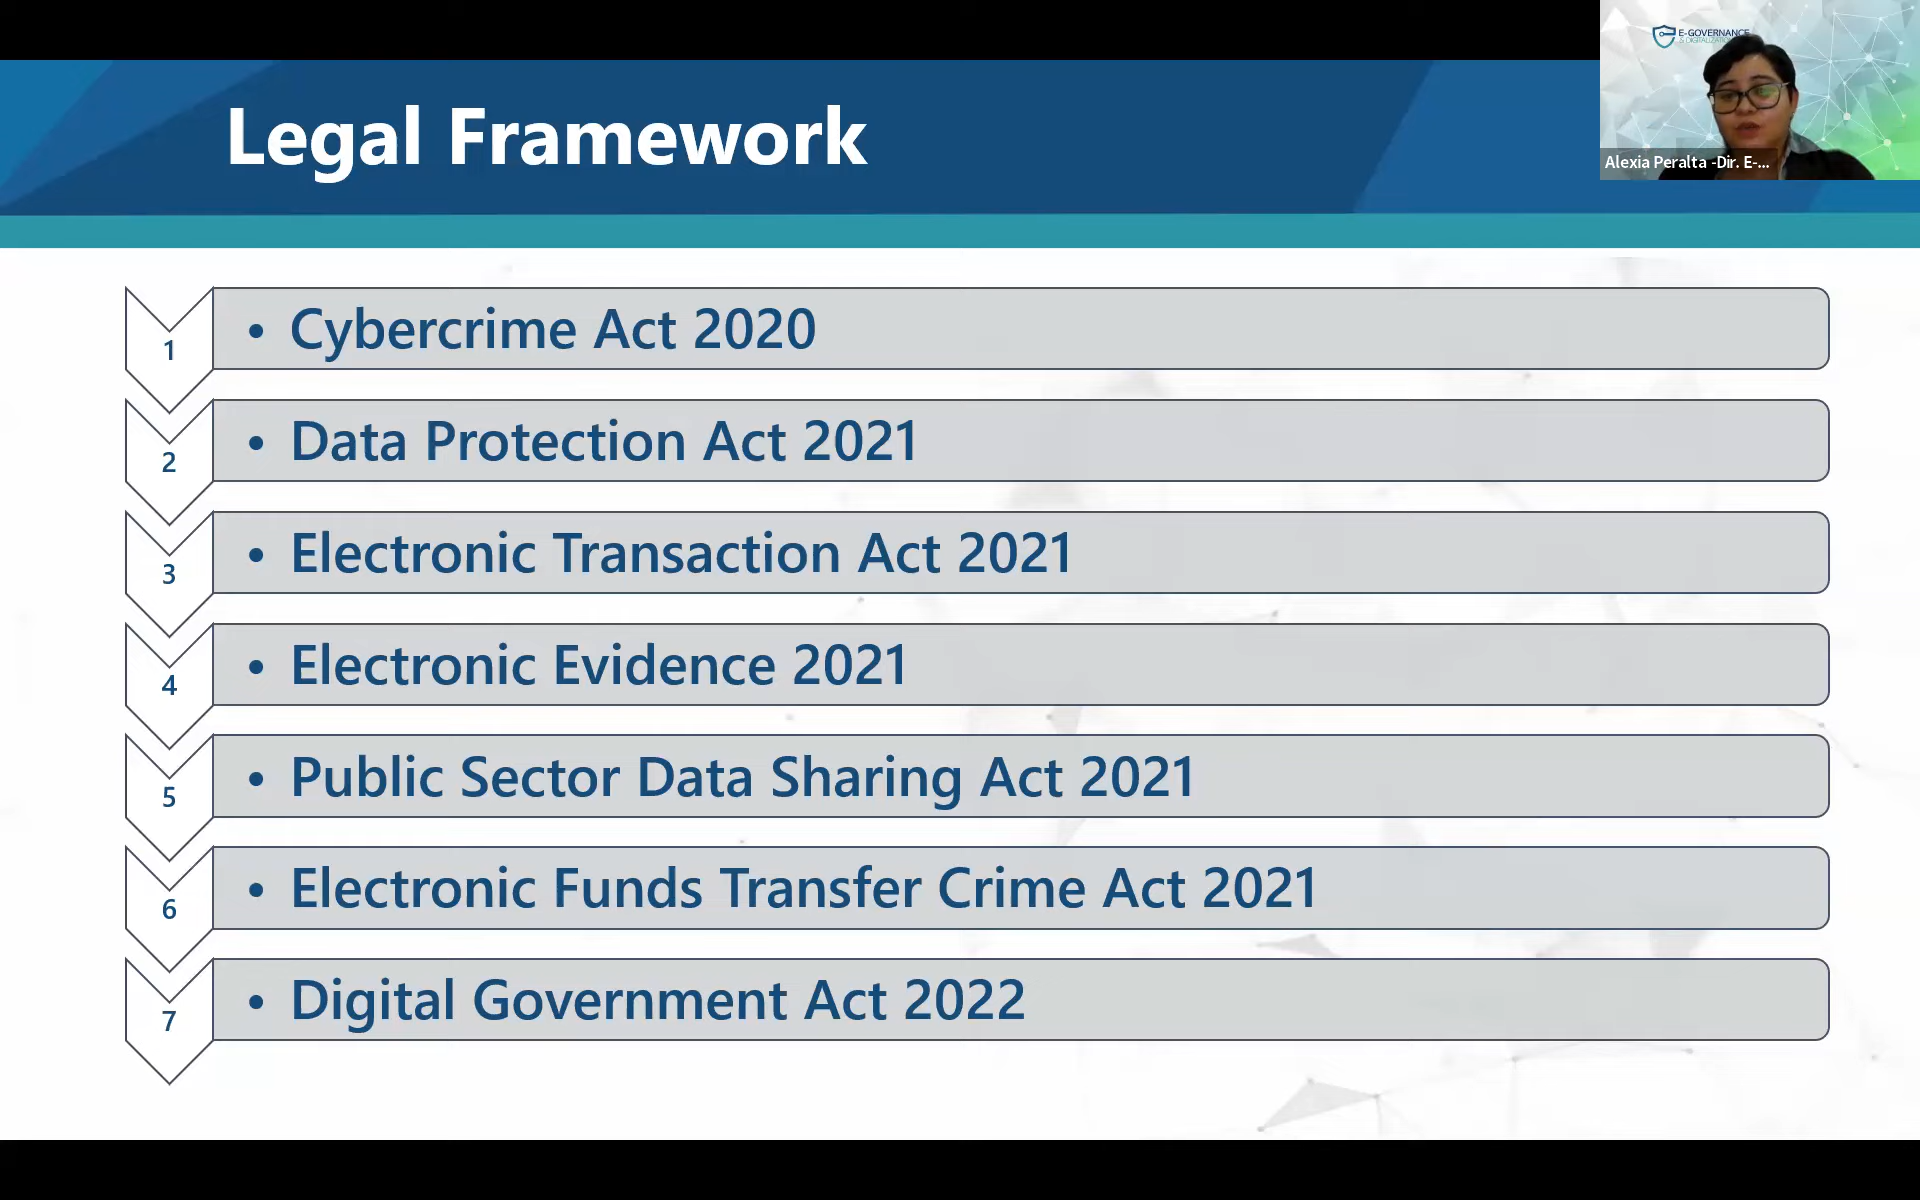 E-GOVERNANCE
& DIGITALIZATION
Legal Framework
Alexia Peralta -Dir. E-...
1
• Cybercrime Act 2020
2
• Data Protection Act 2021
3
• Electronic Transaction Act 2021
4
• Electronic Evidence 2021
5
• Public Sector Data Sharing Act 2021
6
• Electronic Funds Transfer Crime Act 2021
7
• Digital Government Act 2022